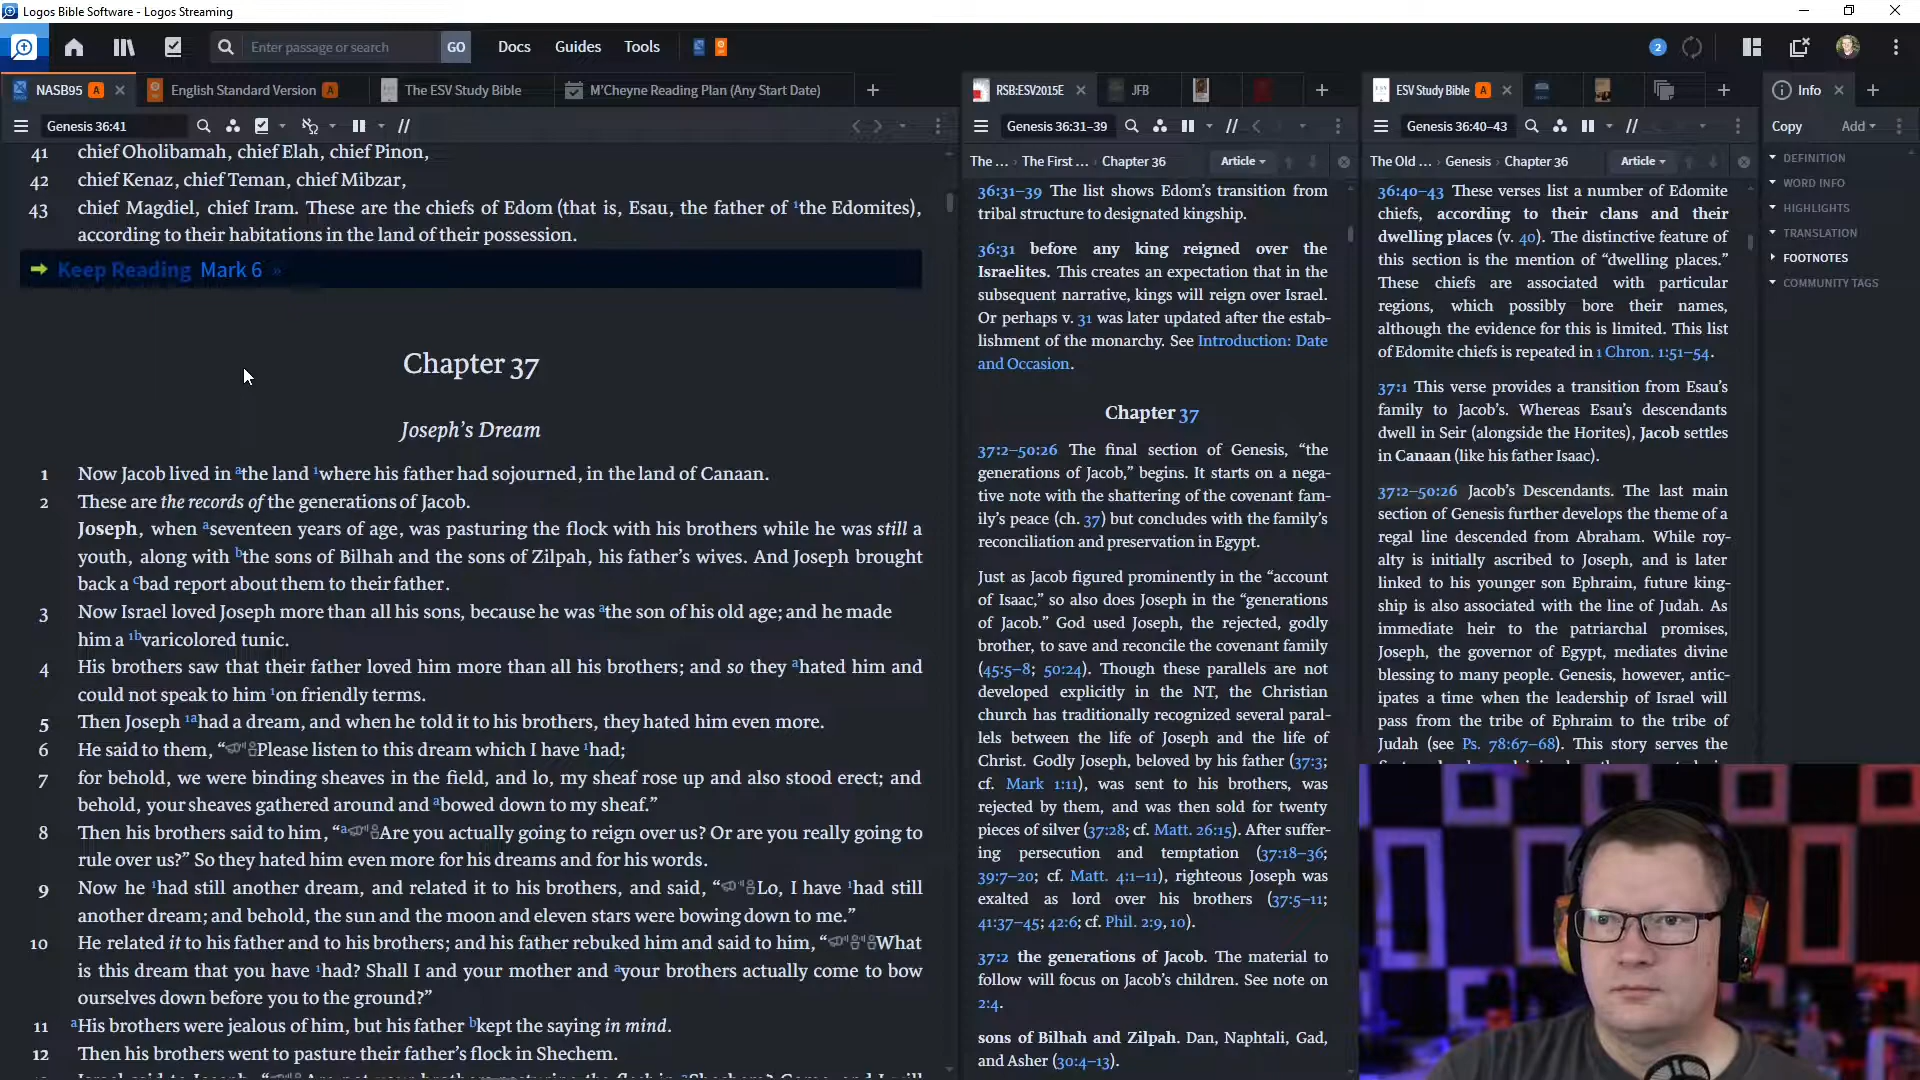 Logos Bible Software - Logos Streaming
Enter passage or search
GO
Docs
Guides
Tools
2
NASB95 A
English Standard Version A
The ESV Study Bible
M'Cheyne Reading Plan (Any Start Date)
Genesis 36:41
41 chief Oholibamah, chief Elah, chief Pinon,
42 chief Kenaz, chief Teman, chief Mibzar,
43 chief Magdiel, chief Iram. These are the chiefs of Edom (that is, Esau, the father of 1the Edomites),
according to their habitations in the land of their possession.
Keep Reading Mark 6 »
Chapter 37
Joseph's Dream
1 Now Jacob lived in athe land 1where his father had sojourned, in the land of Canaan.
2 These are the records of the generations of Jacob.
Joseph, when aseventeen years of age, was pasturing the flock with his brothers while he was still a
youth, along with bthe sons of Bilhah and the sons of Zilpah, his father's wives. And Joseph brought
back a cbad report about them to their father.
3 Now Israel loved Joseph more than all his sons, because he was athe son of his old age; and he made
him a 1bvaricolored tunic.
4 His brothers saw that their father loved him more than all his brothers; and so they ahated him and
could not speak to him 1on friendly terms.
5 Then Joseph 1ahad a dream, and when he told it to his brothers, they hated him even more.
6 He said to them, “Please listen to this dream which I have 1had;
7 for behold, we were binding sheaves in the field, and lo, my sheaf rose up and also stood erect; and
behold, your sheaves gathered around and abowed down to my sheaf.”
8 Then his brothers said to him, “aAre you actually going to reign over us? Or are you really going to
rule over us?” So they hated him even more for his dreams and for his words.
9 Now he 1had still another dream, and related it to his brothers, and said, “Lo, I have 1had still
another dream; and behold, the sun and the moon and eleven stars were bowing down to me.”
10 He related it to his father and to his brothers; and his father rebuked him and said to him, “What
is this dream that you have 1had? Shall I and your mother and ayour brothers actually come to bow
ourselves down before you to the ground?”
11 aHis brothers were jealous of him, but his father bkept the saying in mind.
12 Then his brothers went to pasture their father's flock in Shechem.
RSB:ESV2015E
JFB
Genesis 36:31–39
The ... › The First ... › Chapter 36
Article
36:31–39 The list shows Edom's transition from
tribal structure to designated kingship.
36:31 before any king reigned over the
Israelites. This creates an expectation that in the
subsequent narrative, kings will reign over Israel.
Or perhaps v. 31 was later updated after the estab-
lishment of the monarchy. See Introduction: Date
and Occasion.
Chapter 37
37:2–50:26 The final section of Genesis, “the
generations of Jacob,” begins. It starts on a nega-
tive note with the shattering of the covenant fam-
ily's peace (ch. 37) but concludes with the family's
reconciliation and preservation in Egypt.
Just as Jacob figured prominently in the “account
of Isaac,” so also does Joseph in the “generations
of Jacob.” God used Joseph, the rejected, godly
brother, to save and reconcile the covenant family
(45:5–8; 50:24). Though these parallels are not
developed explicitly in the NT, the Christian
church has traditionally recognized several paral-
lels between the life of Joseph and the life of
Christ. Godly Joseph, beloved by his father (37:3;
cf. Mark 1:11), was sent to his brothers, was
rejected by them, and was then sold for twenty
pieces of silver (37:28; cf. Matt. 26:15). After suffer-
ing persecution and temptation (37:18–36;
39:7–20; cf. Matt. 4:1–11), righteous Joseph was
exalted as lord over his brothers (37:5–11;
41:37–45; 42:6; cf. Phil. 2:9, 10).
37:2 the generations of Jacob. The material to
follow will focus on Jacob's children. See note on
2:4.
sons of Bilhah and Zilpah. Dan, Naphtali, Gad,
and Asher (30:4–13).
ESV Study Bible A
Genesis 36:40–43
The Old ... › Genesis › Chapter 36
Article
36:40–43 These verses list a number of Edomite
chiefs, according to their clans and their
dwelling places (v. 40). The distinctive feature of
this section is the mention of “dwelling places.”
These chiefs are associated with particular
regions, which possibly bore their names,
although the evidence for this is limited. This list
of Edomite chiefs is repeated in 1 Chron. 1:51–54.
37:1 This verse provides a transition from Esau's
family to Jacob's. Whereas Esau's descendants
dwell in Seir (alongside the Horites), Jacob settles
in Canaan (like his father Isaac).
37:2–50:26 Jacob's Descendants. The last main
section of Genesis further develops the theme of a
regal line descended from Abraham. While roy-
alty is initially ascribed to Joseph, and is later
linked to his younger son Ephraim, future king-
ship is also associated with the line of Judah. As
immediate heir to the patriarchal promises,
Joseph, the governor of Egypt, mediates divine
blessing to many people. Genesis, however, antic-
ipates a time when the leadership of Israel will
pass from the tribe of Ephraim to the tribe of
Judah (see Ps. 78:67–68). This story serves the
Info
Copy
Add
DEFINITION
WORD INFO
HIGHLIGHTS
TRANSLATION
FOOTNOTES
COMMUNITY TAGS